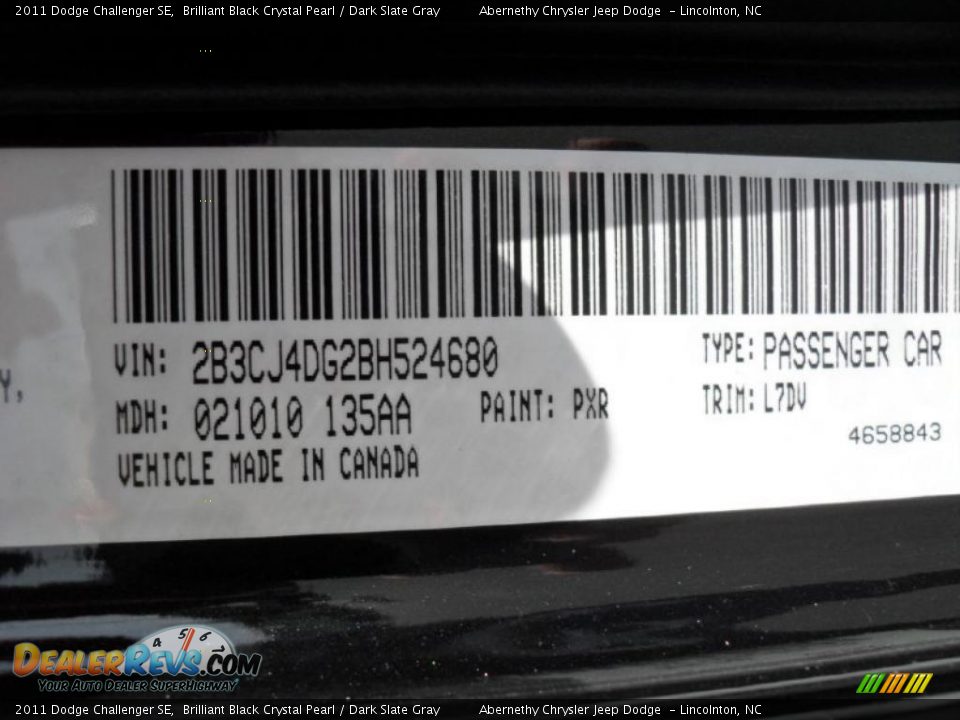 2011 Dodge Challenger SE, Brilliant Black Crystal Pearl / Dark Slate Gray Abernethy Chrysler Jeep Dodge - Lincolnton, NC
VIN: 2B3CJ4DG2BH524680 TYPE: PASSENGER CAR
Y,
MDH: 021010 135AA PAINT: PXR TRIM: L7DV
4658843
VEHICLE MADE IN CANADA
4 5 6
DEALERREVS.COM
YOUR AUTO DEALER SUPERHIGHWAY
2011 Dodge Challenger SE, Brilliant Black Crystal Pearl / Dark Slate Gray Abernethy Chrysler Jeep Dodge - Lincolnton, NC